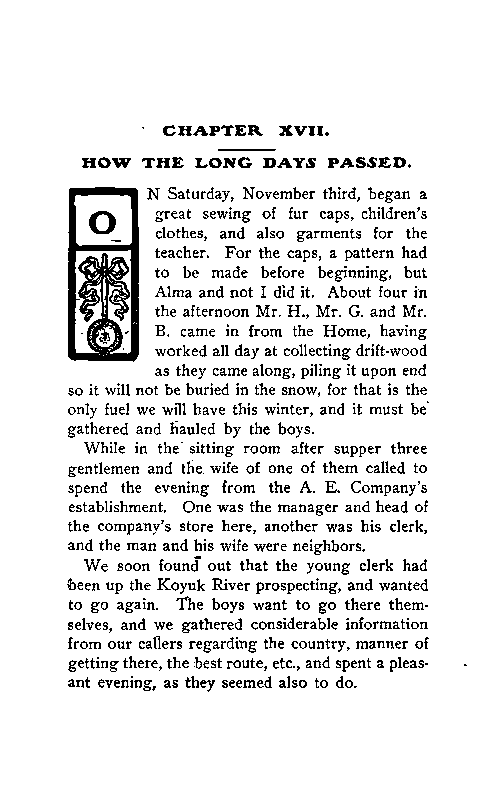 CHAPTER XVII.
HOW THE LONG DAYS PASSED.
ON Saturday, November third, began a
great sewing of fur caps, children's
clothes, and also garments for the
teacher. For the caps, a pattern had
to be made before beginning, but
Alma and not I did it. About four in
the afternoon Mr. H., Mr. G. and Mr.
B. came in from the Home, having
worked all day at collecting drift-wood
as they came along, piling it upon end
so it will not be buried in the snow, for that is the
only fuel we will have this winter, and it must be
gathered and hauled by the boys.
While in the sitting room after supper three
gentlemen and the wife of one of them called to
spend the evening from the A. E. Company's
establishment. One was the manager and head of
the company's store here, another was his clerk,
and the man and his wife were neighbors.
We soon found out that the young clerk had
been up the Koyuk River prospecting, and wanted
to go again. The boys want to go there them-
selves, and we gathered considerable information
from our callers regarding the country, manner of
getting there, the best route, etc., and spent a pleas-
ant evening, as they seemed also to do.